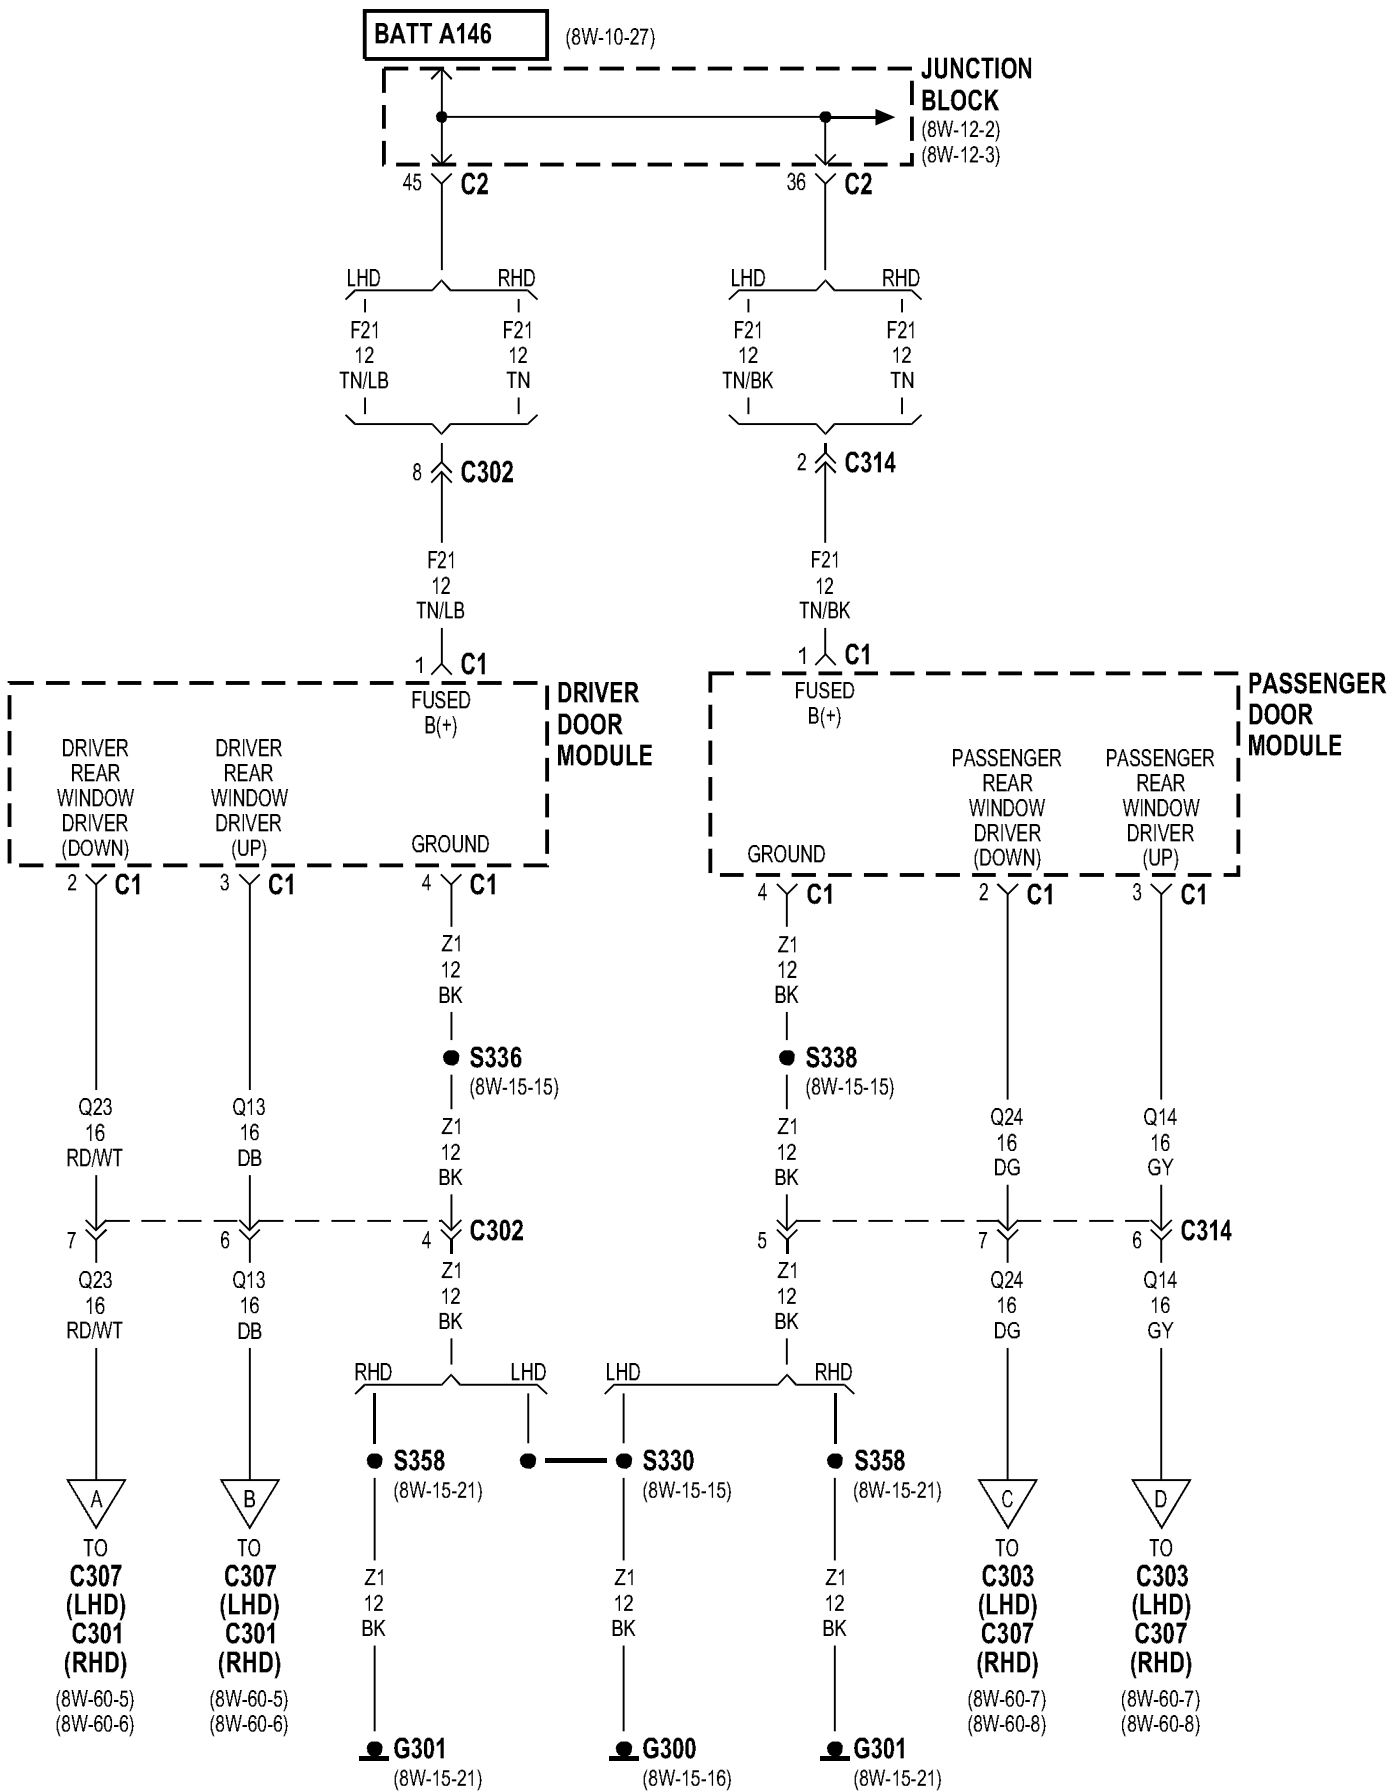 BATT A146
(8W-10-27)
JUNCTION
BLOCK
(8W-12-2)
(8W-12-3)
45 C2
36 C2
LHD RHD
LHD RHD
F21 F21 F21 F21
12 12 12 12
TN/LB TN TN/BK TN
8 C302
2 C314
F21
12
TN/LB
F21
12
TN/BK
1 C1
1 C1
FUSED
B(+)
DRIVER
DOOR
MODULE
FUSED
B(+)
PASSENGER
DOOR
MODULE
DRIVER
REAR
WINDOW
DRIVER
(DOWN)
DRIVER
REAR
WINDOW
DRIVER
(UP)
GROUND
GROUND
PASSENGER
REAR
WINDOW
DRIVER
(DOWN)
PASSENGER
REAR
WINDOW
DRIVER
(UP)
2 C1
3 C1
4 C1
4 C1
2 C1
3 C1
Z1
12
BK
Z1
12
BK
S336
(8W-15-15)
S338
(8W-15-15)
Q23
16
RD/WT
Q13
16
DB
Z1
12
BK
Z1
12
BK
Q24
16
DG
Q14
16
GY
7 6 4 C302
5 7 6 C314
Q23
16
RD/WT
Q13
16
DB
Z1
12
BK
Z1
12
BK
Q24
16
DG
Q14
16
GY
RHD LHD
LHD RHD
S358
(8W-15-21)
S330
(8W-15-15)
S358
(8W-15-21)
A
TO
C307
(LHD)
C301
(RHD)
(8W-60-5)
(8W-60-6)
B
TO
C307
(LHD)
C301
(RHD)
(8W-60-5)
(8W-60-6)
Z1
12
BK
Z1
12
BK
Z1
12
BK
C
TO
C303
(LHD)
C307
(RHD)
(8W-60-7)
(8W-60-8)
D
TO
C303
(LHD)
C307
(RHD)
(8W-60-7)
(8W-60-8)
G301
(8W-15-21)
G300
(8W-15-16)
G301
(8W-15-21)